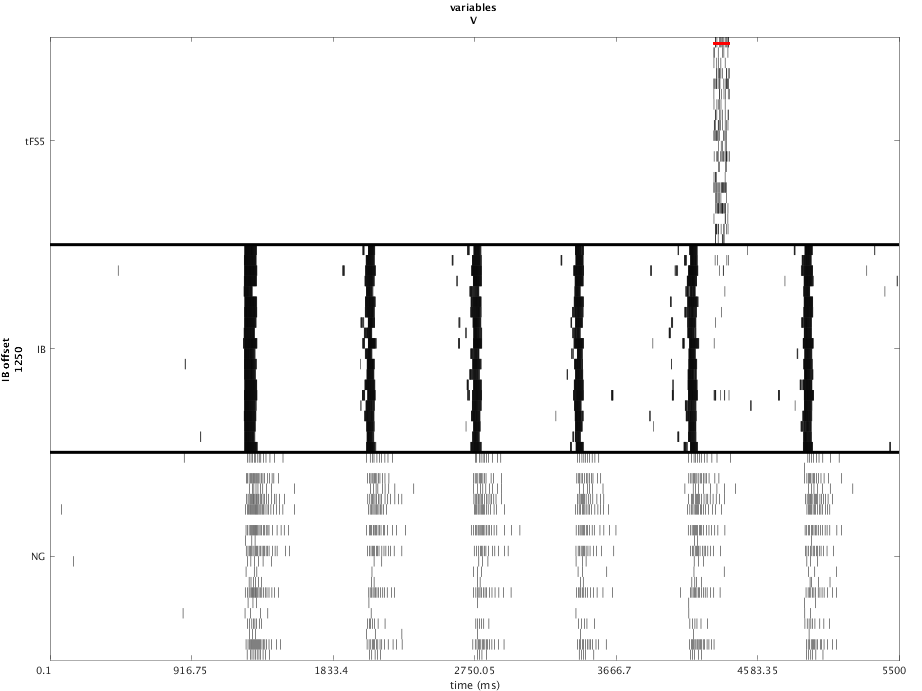 variables
V
tFS5
IB offset
1250
IB
NG
0.1 916.75 1833.4 2750.05 3666.7 4583.35 5500
time (ms)